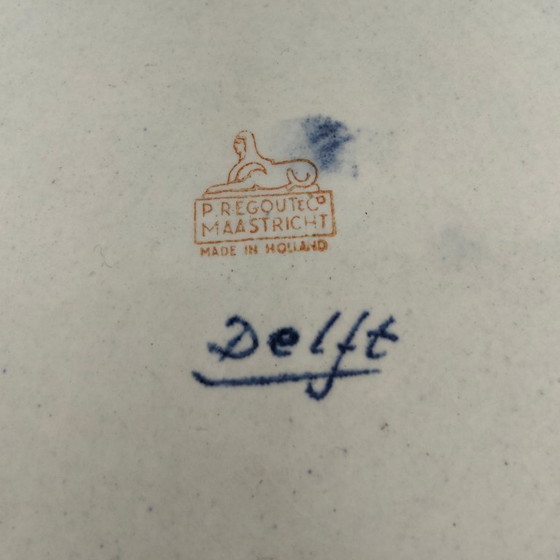 P. REGOUT & Co
MAASTRICHT
MADE IN HOLLAND
Delft